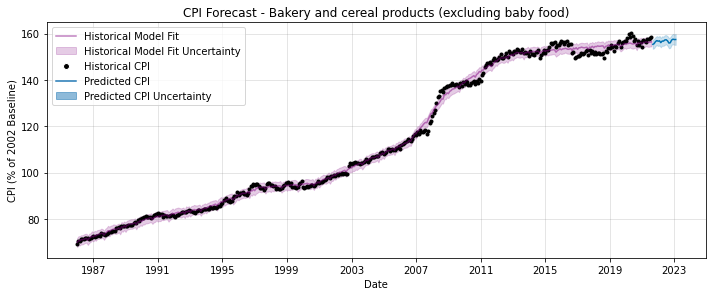 CPI Forecast - Bakery and cereal products (excluding baby food)
Historical Model Fit
Historical Model Fit Uncertainty
Historical CPI
Predicted CPI
Predicted CPI Uncertainty
CPI (% of 2002 Baseline)
160
140
120
100
80
1987 1991 1995 1999 2003 2007 2011 2015 2019 2023
Date